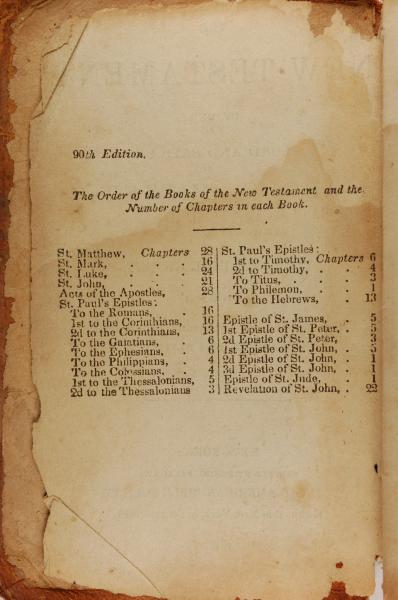 90th Edition.
The Order of the Books of the New Testament and the
Number of Chapters in each Book.
St. Matthew, Chapters 28
St. Mark, . . . 16
St. Luke, . . . 24
St. John, . . . 21
Acts of the Apostles, 28
St. Paul's Epistles:
To the Romans, . 16
1st to the Corinthians, 16
2d to the Corinthians, 13
To the Galatians, . 6
To the Ephesians, . 6
To the Philippians, . 4
To the Colossians, . 4
1st to the Thessalonians, 5
2d to the Thessalonians 3
St. Paul's Epistles:
1st to Timothy, Chapters 6
2d to Timothy, . . 4
To Titus, . . . 3
To Philemon, . . 1
To the Hebrews, . 13
Epistle of St. James, . 5
1st Epistle of St. Peter, . 5
2d Epistle of St. Peter, 3
1st Epistle of St. John, . 5
2d Epistle of St. John, . 1
3d Epistle of St. John, . 1
Epistle of St. Jude, . 1
Revelation of St. John, . 22
NEW TESTAMENT